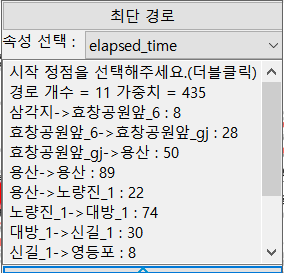 최단 경로
속성 선택 : elapsed_time
시작 정점을 선택해주세요.(더블클릭)
경로 개수 = 11 가중치 = 435
삼각지->효창공원앞_6 : 8
효창공원앞_6->효창공원앞_gj : 28
효창공원앞_gj->용산 : 50
용산->용산 : 89
용산->노량진_1 : 22
노량진_1->대방_1 : 74
대방_1->신길_1 : 30
신길_1->영등포 : 8